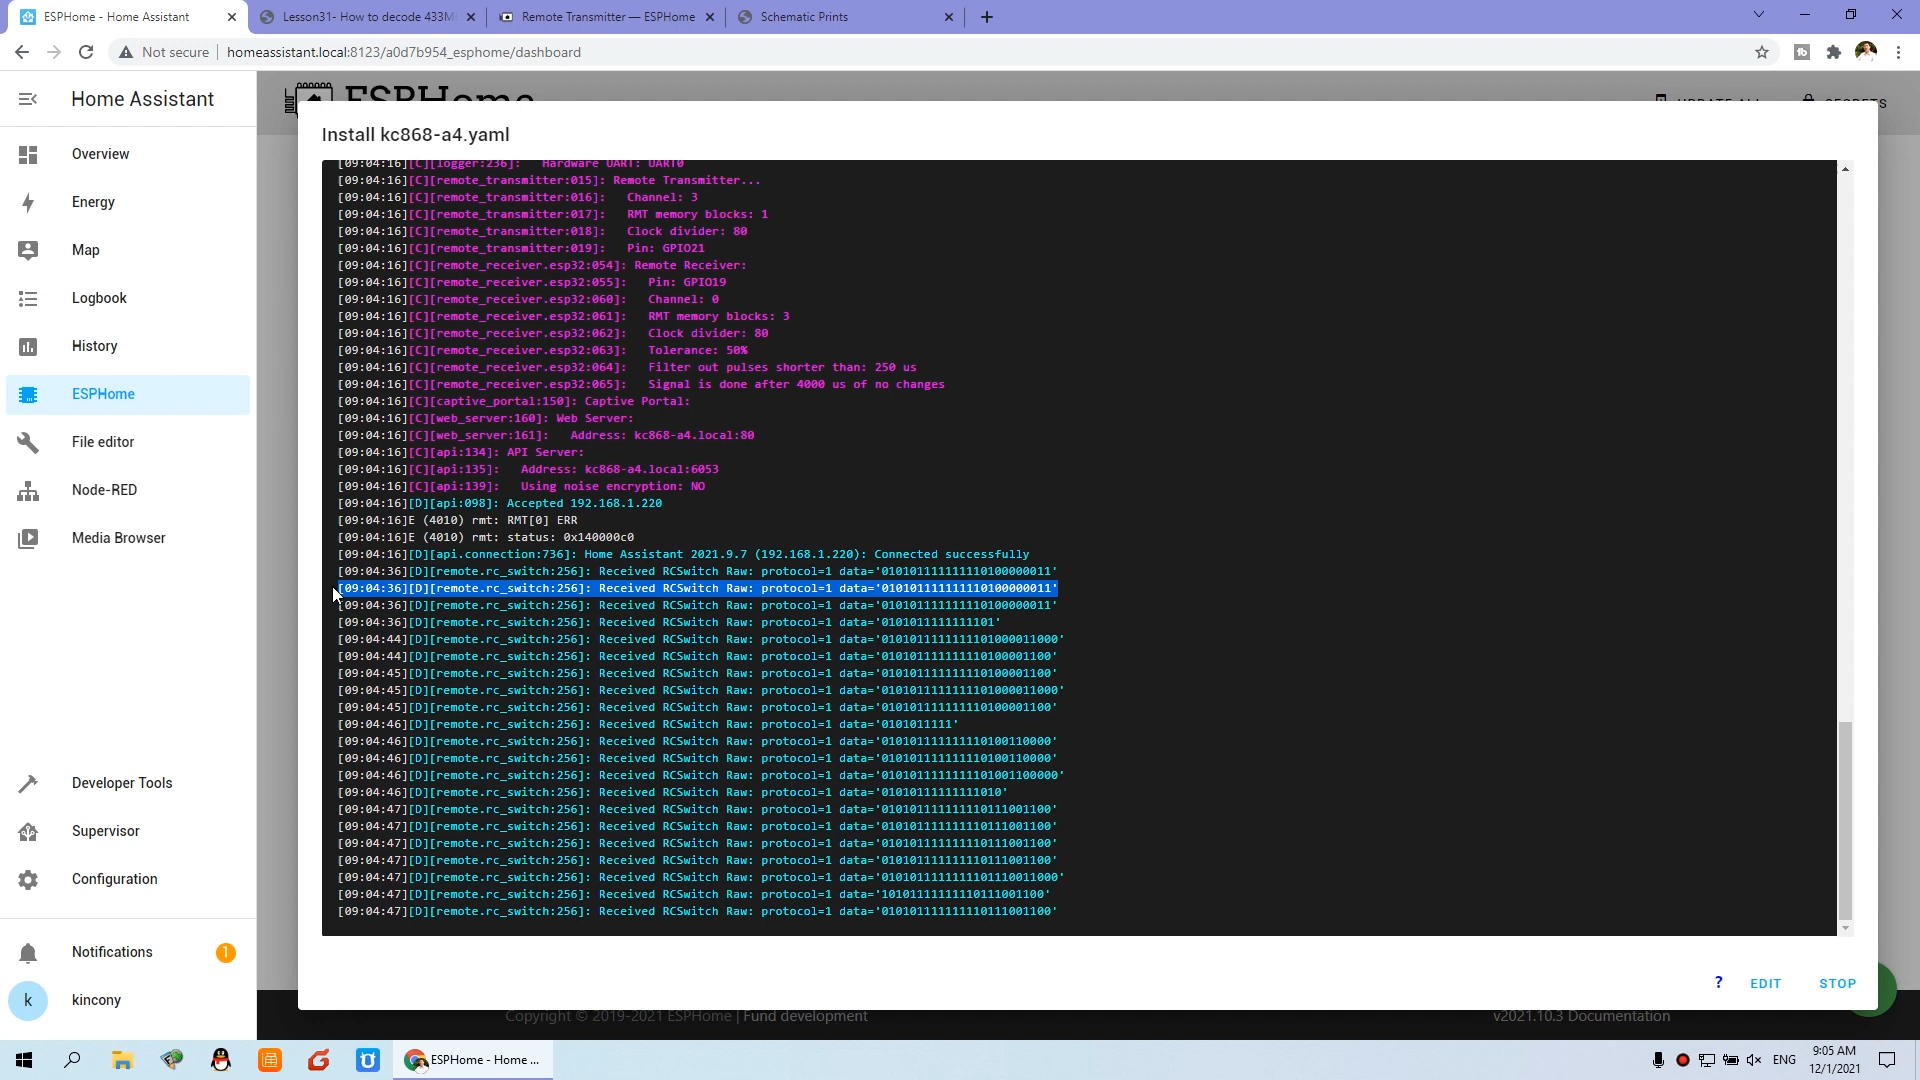 ESPHome - Home Assistant
Lesson31- How to decode 433M
Remote Transmitter — ESPHome
Schematic Prints
Not secure
homeassistant.local:8123/a0d7b954_esphome/dashboard
Home Assistant
ESPHome
UPDATE ALL
SECRETS
Overview
Energy
Map
Logbook
History
ESPHome
File editor
Node-RED
Media Browser
Developer Tools
Supervisor
Configuration
Notifications
1
k
kincony
Install kc868-a4.yaml
[09:04:16][C][logger:236]:   Hardware UART: UART0
[09:04:16][C][remote_transmitter:015]: Remote Transmitter...
[09:04:16][C][remote_transmitter:016]:   Channel: 3
[09:04:16][C][remote_transmitter:017]:   RMT memory blocks: 1
[09:04:16][C][remote_transmitter:018]:   Clock divider: 80
[09:04:16][C][remote_transmitter:019]:   Pin: GPIO21
[09:04:16][C][remote_receiver.esp32:054]: Remote Receiver:
[09:04:16][C][remote_receiver.esp32:055]:   Pin: GPIO19
[09:04:16][C][remote_receiver.esp32:060]:   Channel: 0
[09:04:16][C][remote_receiver.esp32:061]:   RMT memory blocks: 3
[09:04:16][C][remote_receiver.esp32:062]:   Clock divider: 80
[09:04:16][C][remote_receiver.esp32:063]:   Tolerance: 50%
[09:04:16][C][remote_receiver.esp32:064]:   Filter out pulses shorter than: 250 us
[09:04:16][C][remote_receiver.esp32:065]:   Signal is done after 4000 us of no changes
[09:04:16][C][captive_portal:150]: Captive Portal:
[09:04:16][C][web_server:160]: Web Server:
[09:04:16][C][web_server:161]:   Address: kc868-a4.local:80
[09:04:16][C][api:134]: API Server:
[09:04:16][C][api:135]:   Address: kc868-a4.local:6053
[09:04:16][C][api:139]:   Using noise encryption: NO
[09:04:16][D][api:098]: Accepted 192.168.1.220
[09:04:16]E (4010) rmt: RMT[0] ERR
[09:04:16]E (4010) rmt: status: 0x140000c0
[09:04:16][D][api.connection:736]: Home Assistant 2021.9.7 (192.168.1.220): Connected successfully
[09:04:36][D][remote.rc_switch:256]: Received RCSwitch Raw: protocol=1 data='010101111111110100000011'
[09:04:36][D][remote.rc_switch:256]: Received RCSwitch Raw: protocol=1 data='010101111111110100000011'
[09:04:36][D][remote.rc_switch:256]: Received RCSwitch Raw: protocol=1 data='010101111111110100000011'
[09:04:36][D][remote.rc_switch:256]: Received RCSwitch Raw: protocol=1 data='0101011111111101'
[09:04:44][D][remote.rc_switch:256]: Received RCSwitch Raw: protocol=1 data='0101011111111101000011000'
[09:04:44][D][remote.rc_switch:256]: Received RCSwitch Raw: protocol=1 data='010101111111110100001100'
[09:04:45][D][remote.rc_switch:256]: Received RCSwitch Raw: protocol=1 data='010101111111110100001100'
[09:04:45][D][remote.rc_switch:256]: Received RCSwitch Raw: protocol=1 data='0101011111111101000011000'
[09:04:45][D][remote.rc_switch:256]: Received RCSwitch Raw: protocol=1 data='010101111111110100001100'
[09:04:46][D][remote.rc_switch:256]: Received RCSwitch Raw: protocol=1 data='0101011111'
[09:04:46][D][remote.rc_switch:256]: Received RCSwitch Raw: protocol=1 data='010101111111110100110000'
[09:04:46][D][remote.rc_switch:256]: Received RCSwitch Raw: protocol=1 data='010101111111110100110000'
[09:04:46][D][remote.rc_switch:256]: Received RCSwitch Raw: protocol=1 data='0101011111111101001100000'
[09:04:46][D][remote.rc_switch:256]: Received RCSwitch Raw: protocol=1 data='01010111111111010'
[09:04:47][D][remote.rc_switch:256]: Received RCSwitch Raw: protocol=1 data='010101111111110111001100'
[09:04:47][D][remote.rc_switch:256]: Received RCSwitch Raw: protocol=1 data='010101111111110111001100'
[09:04:47][D][remote.rc_switch:256]: Received RCSwitch Raw: protocol=1 data='010101111111110111001100'
[09:04:47][D][remote.rc_switch:256]: Received RCSwitch Raw: protocol=1 data='010101111111110111001100'
[09:04:47][D][remote.rc_switch:256]: Received RCSwitch Raw: protocol=1 data='0101011111111101110011000'
[09:04:47][D][remote.rc_switch:256]: Received RCSwitch Raw: protocol=1 data='10101111111110111001100'
[09:04:47][D][remote.rc_switch:256]: Received RCSwitch Raw: protocol=1 data='010101111111110111001100'
?
EDIT
STOP
Copyright © 2019-2021 ESPHome | Fund development
v2021.10.3 Documentation
ESPHome - Home ...
ENG
9:05 AM
12/1/2021